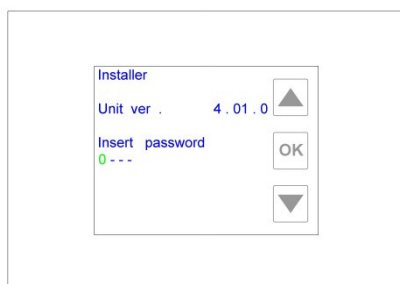 Installer
Unit ver . 4 . 01 . 0
Insert password
OK
0 - - -